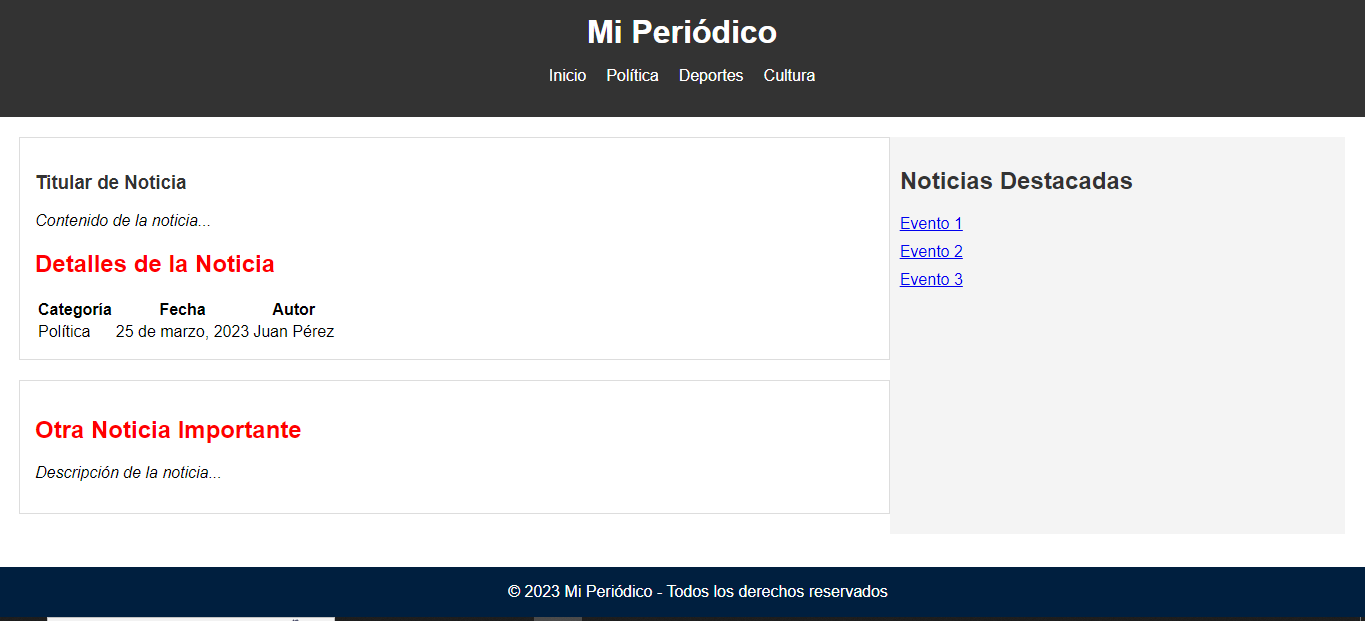 Mi Periódico
Inicio Política Deportes Cultura
Titular de Noticia
Contenido de la noticia...
Detalles de la Noticia
Categoría Fecha Autor
Política 25 de marzo, 2023 Juan Pérez
Otra Noticia Importante
Descripción de la noticia...
Noticias Destacadas
Evento 1
Evento 2
Evento 3
© 2023 Mi Periódico - Todos los derechos reservados